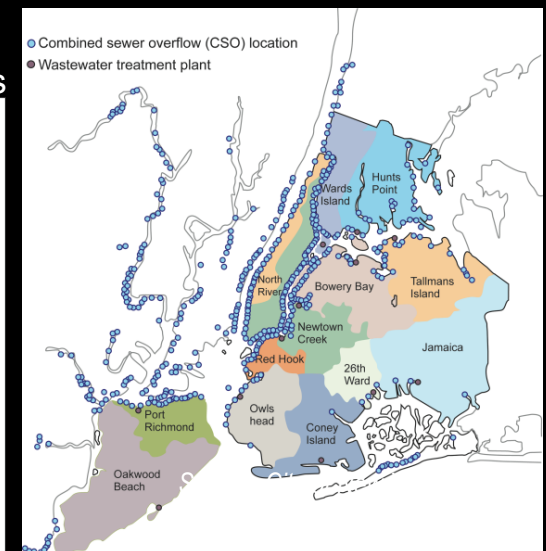 Combined sewer overflow (CSO) location
Wastewater treatment plant
s
Wards
Island
Hunts
Point
North
River
Bowery Bay
Tallmans
Island
Newtown
Creek
Jamaica
Red Hook
26th
Ward
Owls
head
Coney
Island
Port
Richmond
Oakwood
Beach